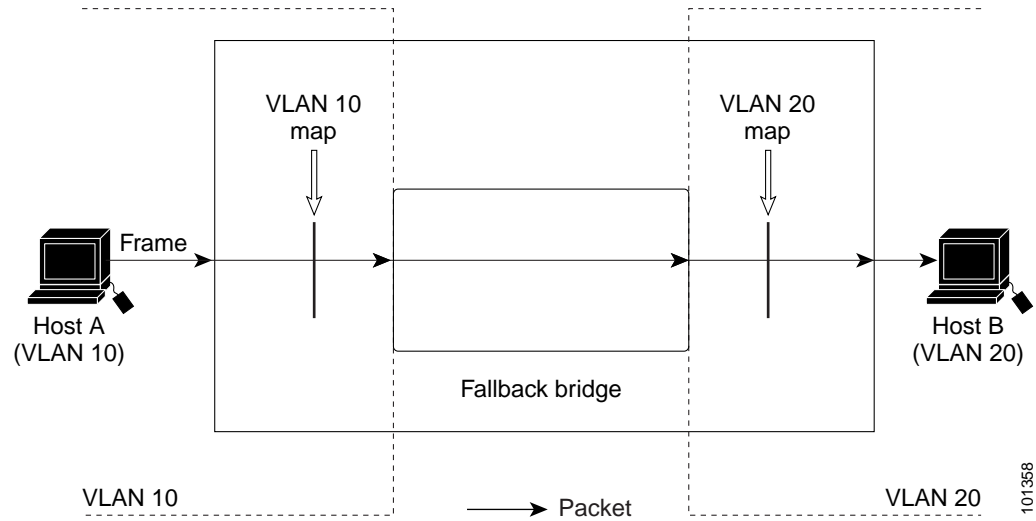 VLAN 10
map
VLAN 20
map
Frame
Host A
(VLAN 10)
Host B
(VLAN 20)
Fallback bridge
VLAN 10
Packet
VLAN 20
101358